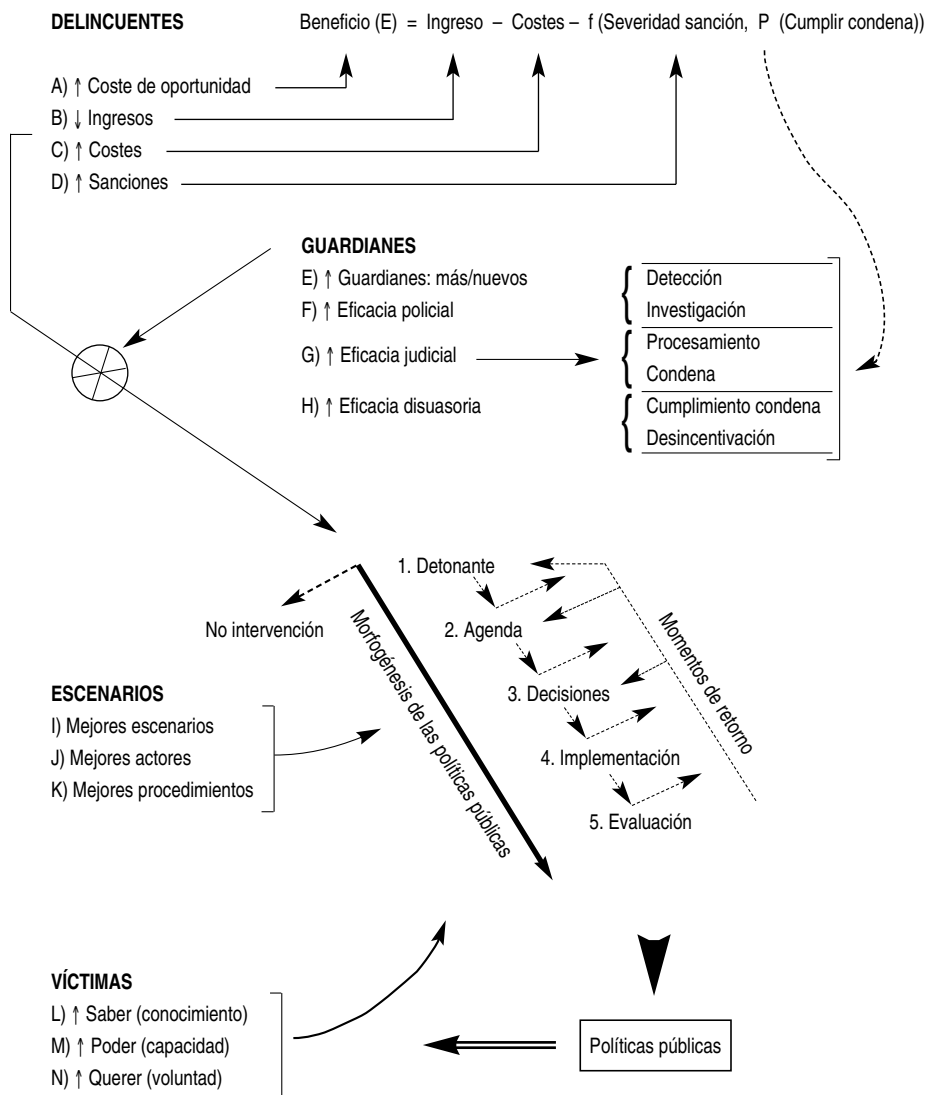 DELINCUENTES
Beneficio (E) = Ingreso – Costes – f (Severidad sanción, P (Cumplir condena))
A) ↑ Coste de oportunidad
B) ↓ Ingresos
C) ↑ Costes
D) ↑ Sanciones
GUARDIANES
E) ↑ Guardianes: más/nuevos
F) ↑ Eficacia policial
G) ↑ Eficacia judicial
H) ↑ Eficacia disuasoria
Detección
Investigación
Procesamiento
Condena
Cumplimiento condena
Desincentivación
No intervención
Morfogénesis de las políticas públicas
1. Detonante
2. Agenda
3. Decisiones
4. Implementación
5. Evaluación
Momentos de retorno
ESCENARIOS
I) Mejores escenarios
J) Mejores actores
K) Mejores procedimientos
VÍCTIMAS
L) ↑ Saber (conocimiento)
M) ↑ Poder (capacidad)
N) ↑ Querer (voluntad)
Políticas públicas